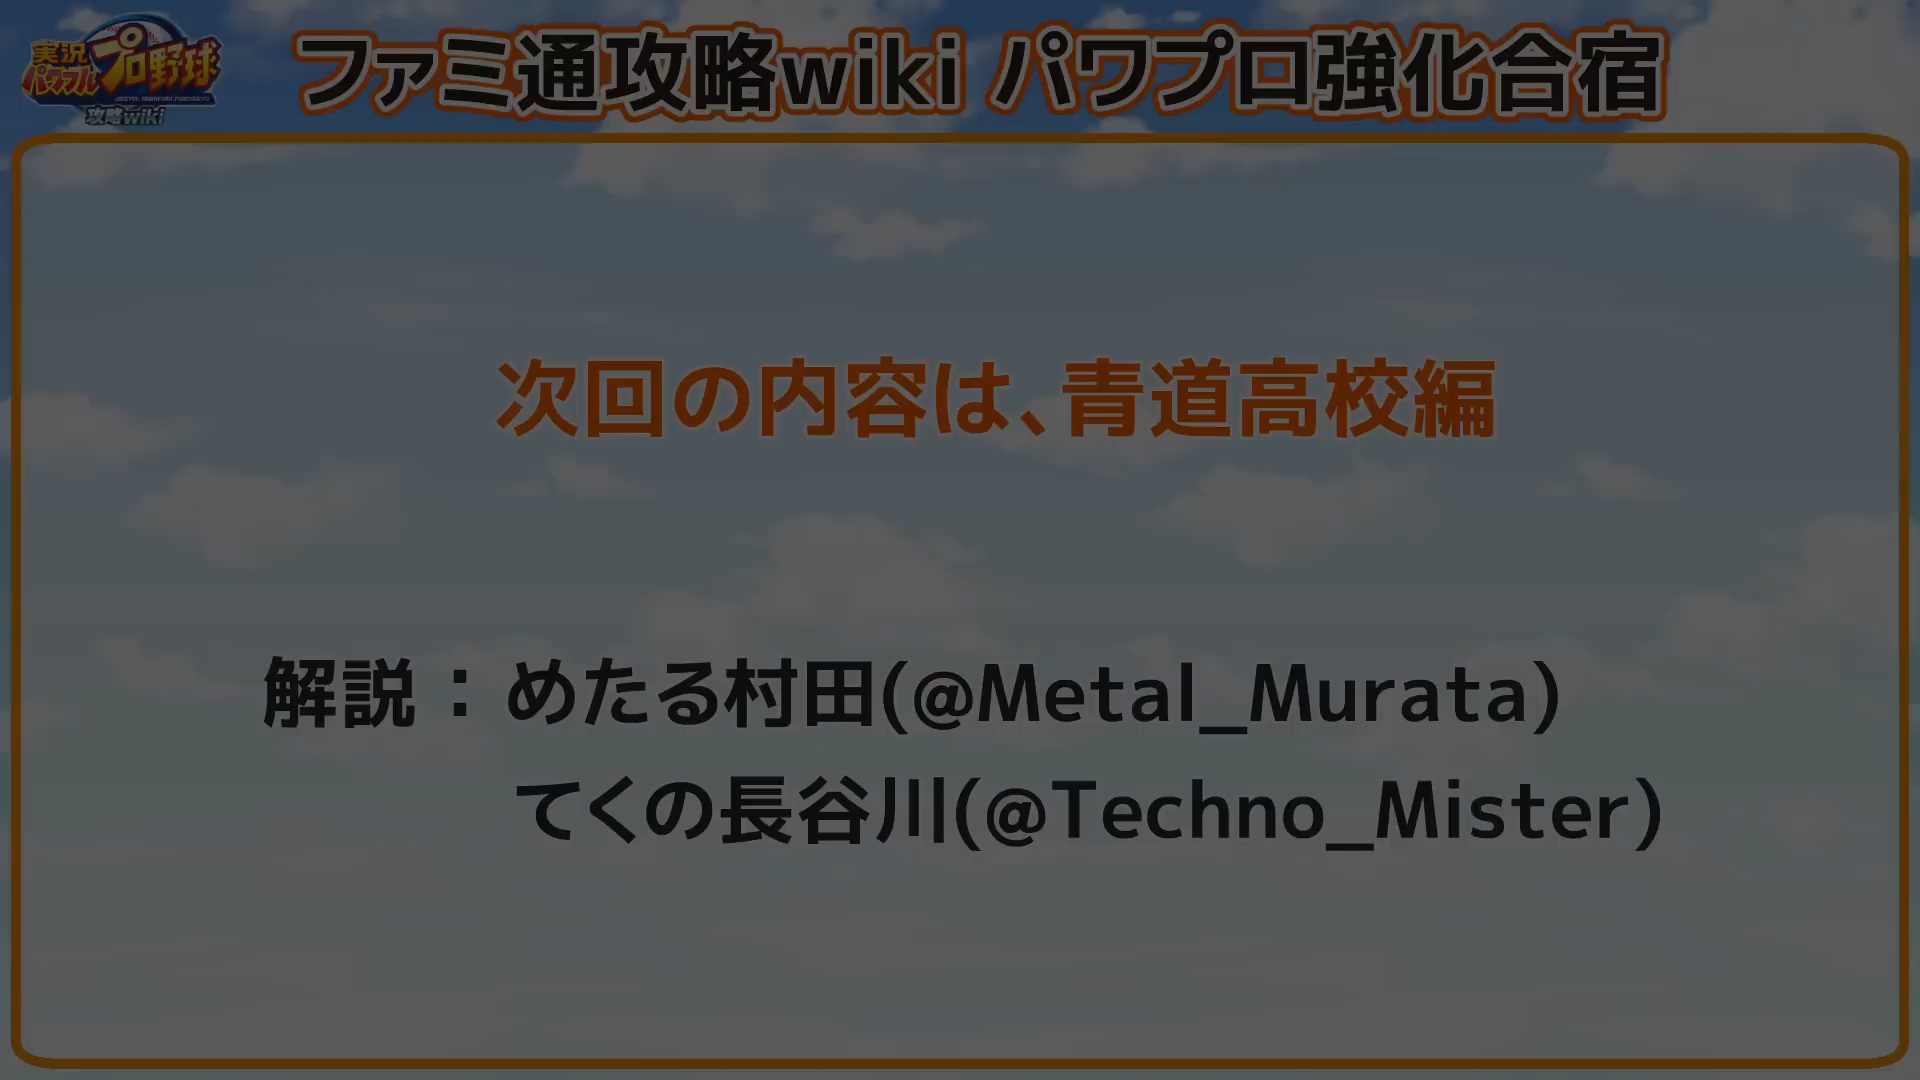 実況
パワフル
プロ野球
攻略wiki
ファミ通攻略wiki パワプロ強化合宿
次回の内容は、青道高校編
解説：めたる村田(@Metal_Murata)
てくの長谷川(@Techno_Mister)